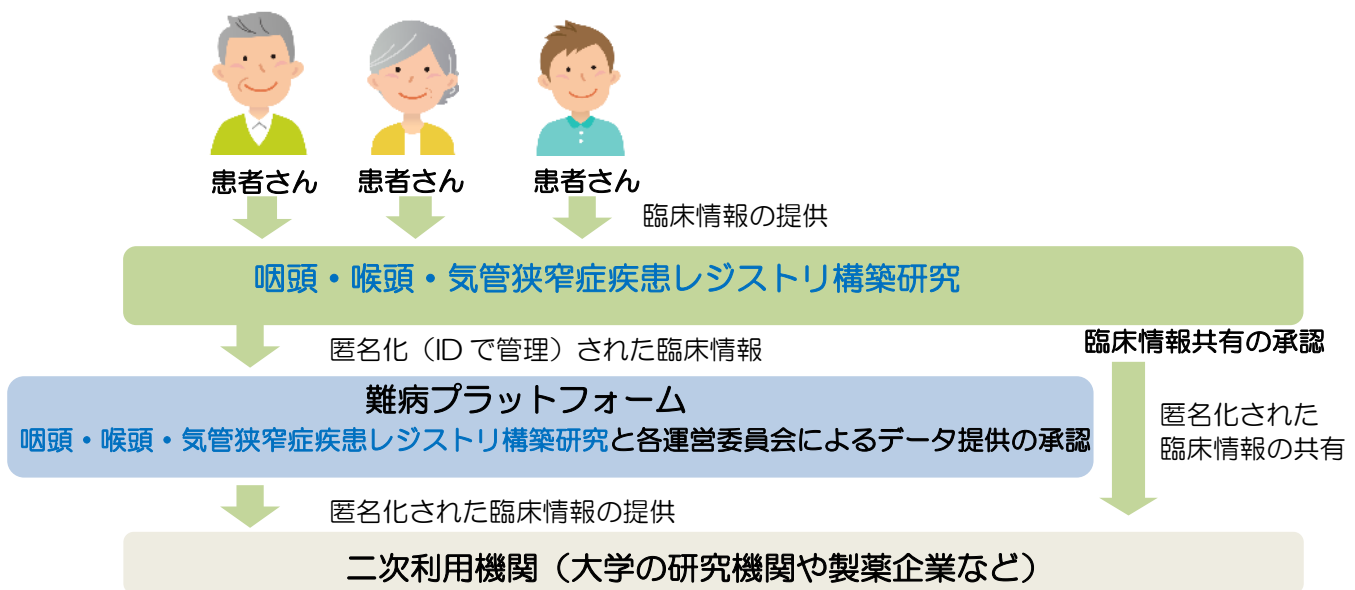 患者さん
患者さん
患者さん
臨床情報の提供
咽頭・喉頭・気管狭窄症疾患レジストリ構築研究
匿名化（ID で管理）された臨床情報
臨床情報共有の承認
難病プラットフォーム
咽頭・喉頭・気管狭窄症疾患レジストリ構築研究と各運営委員会によるデータ提供の承認
匿名化された
臨床情報の共有
匿名化された臨床情報の提供
二次利用機関（大学の研究機関や製薬企業など）